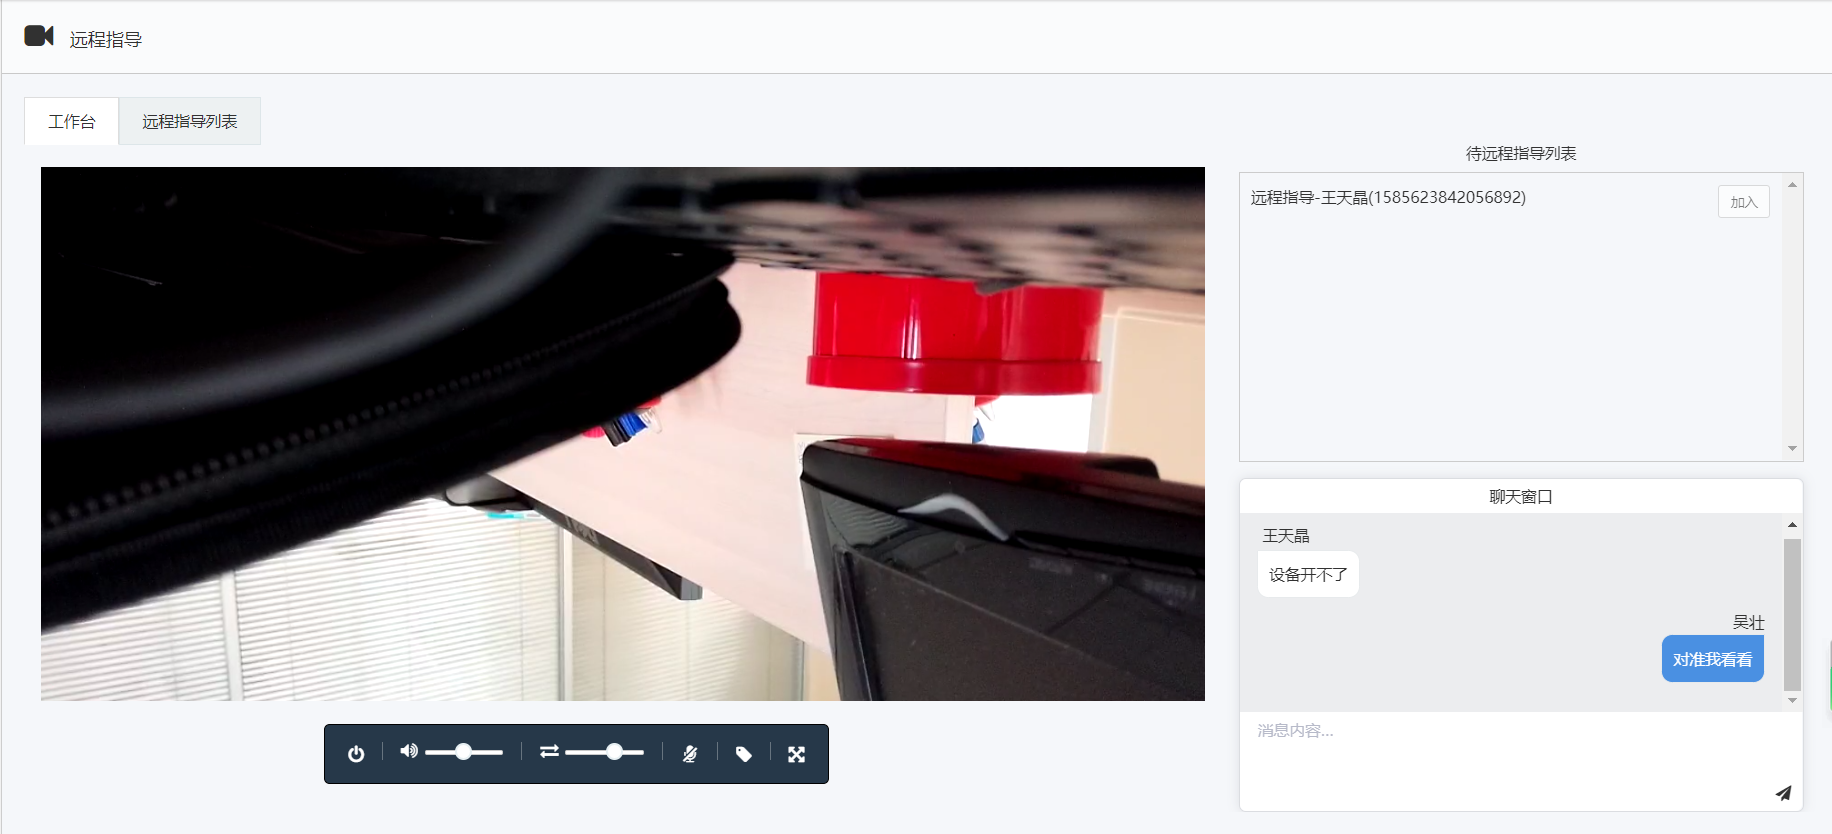 远程指导
工作台
远程指导列表
待远程指导列表
远程指导-王天晶(1585623842056892)
加入
聊天窗口
王天晶
设备开不了
吴壮
对准我看看
消息内容...